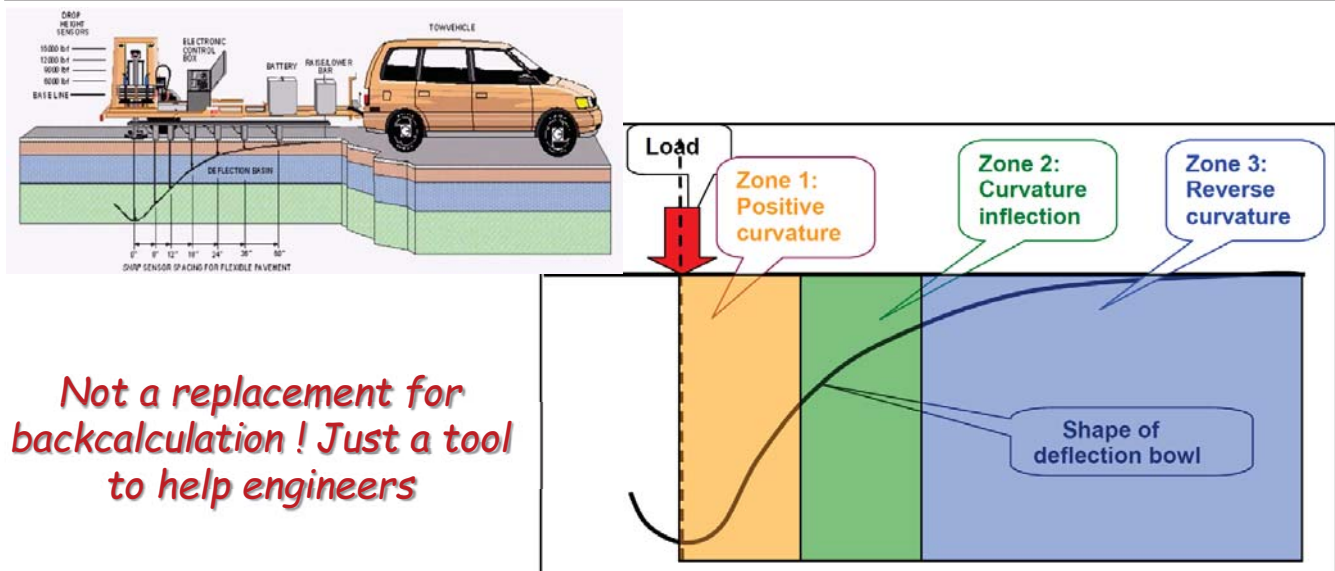 DROP
HEIGHT
SENSORS
ELECTRONIC
CONTROL
BOX
BATTERY
RAISE/LOWER
BAR
TOW VEHICLE
12000 lbf
9000 lbf
6000 lbf
BASE LINE
DEFLECTION BASIN
0" 8" 12" 18" 24" 36" 60"
SHRP SENSOR SPACING FOR FLEXIBLE PAVEMENT
Load
Zone 1:
Positive
curvature
Zone 2:
Curvature
inflection
Zone 3:
Reverse
curvature
Shape of
deflection bowl
Not a replacement for
backcalculation ! Just a tool
to help engineers